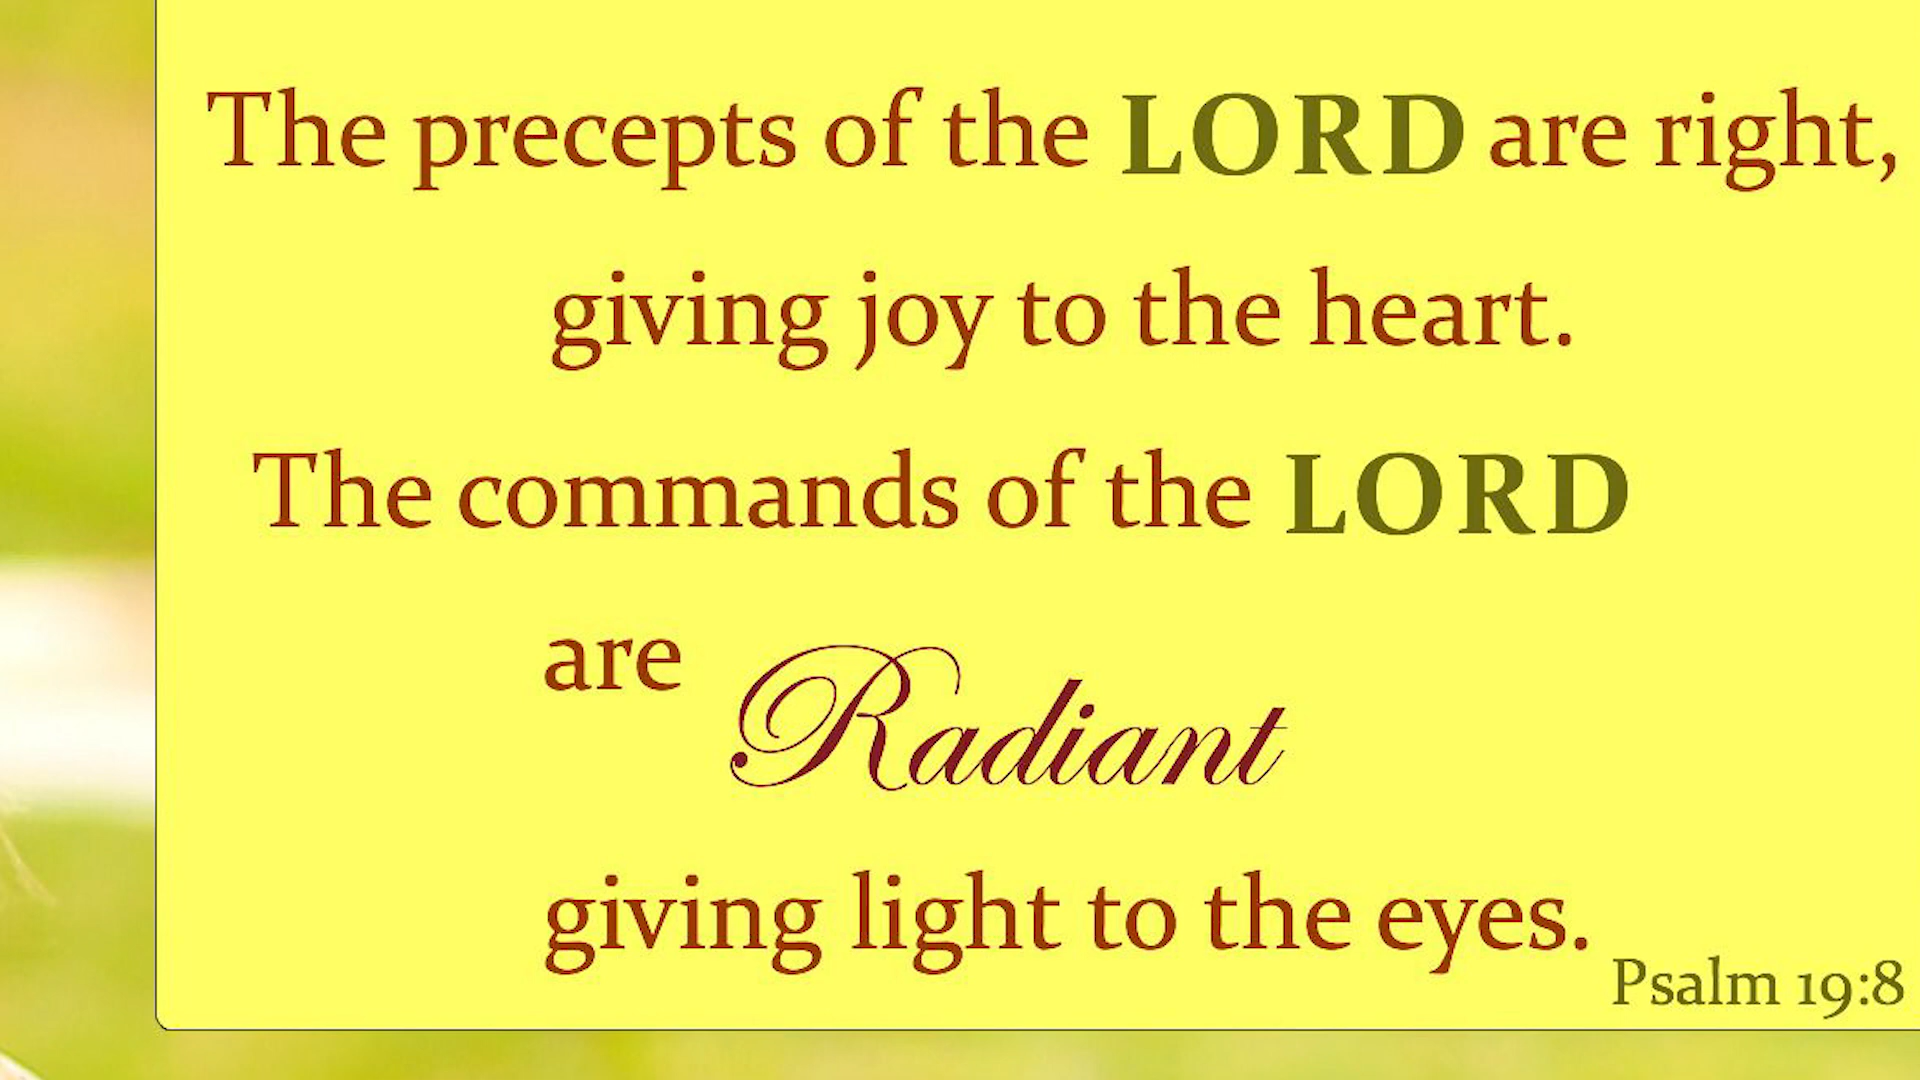 The precepts of the LORD are right,
giving joy to the heart.
The commands of the LORD
are Radiant
giving light to the eyes.
Psalm 19:8